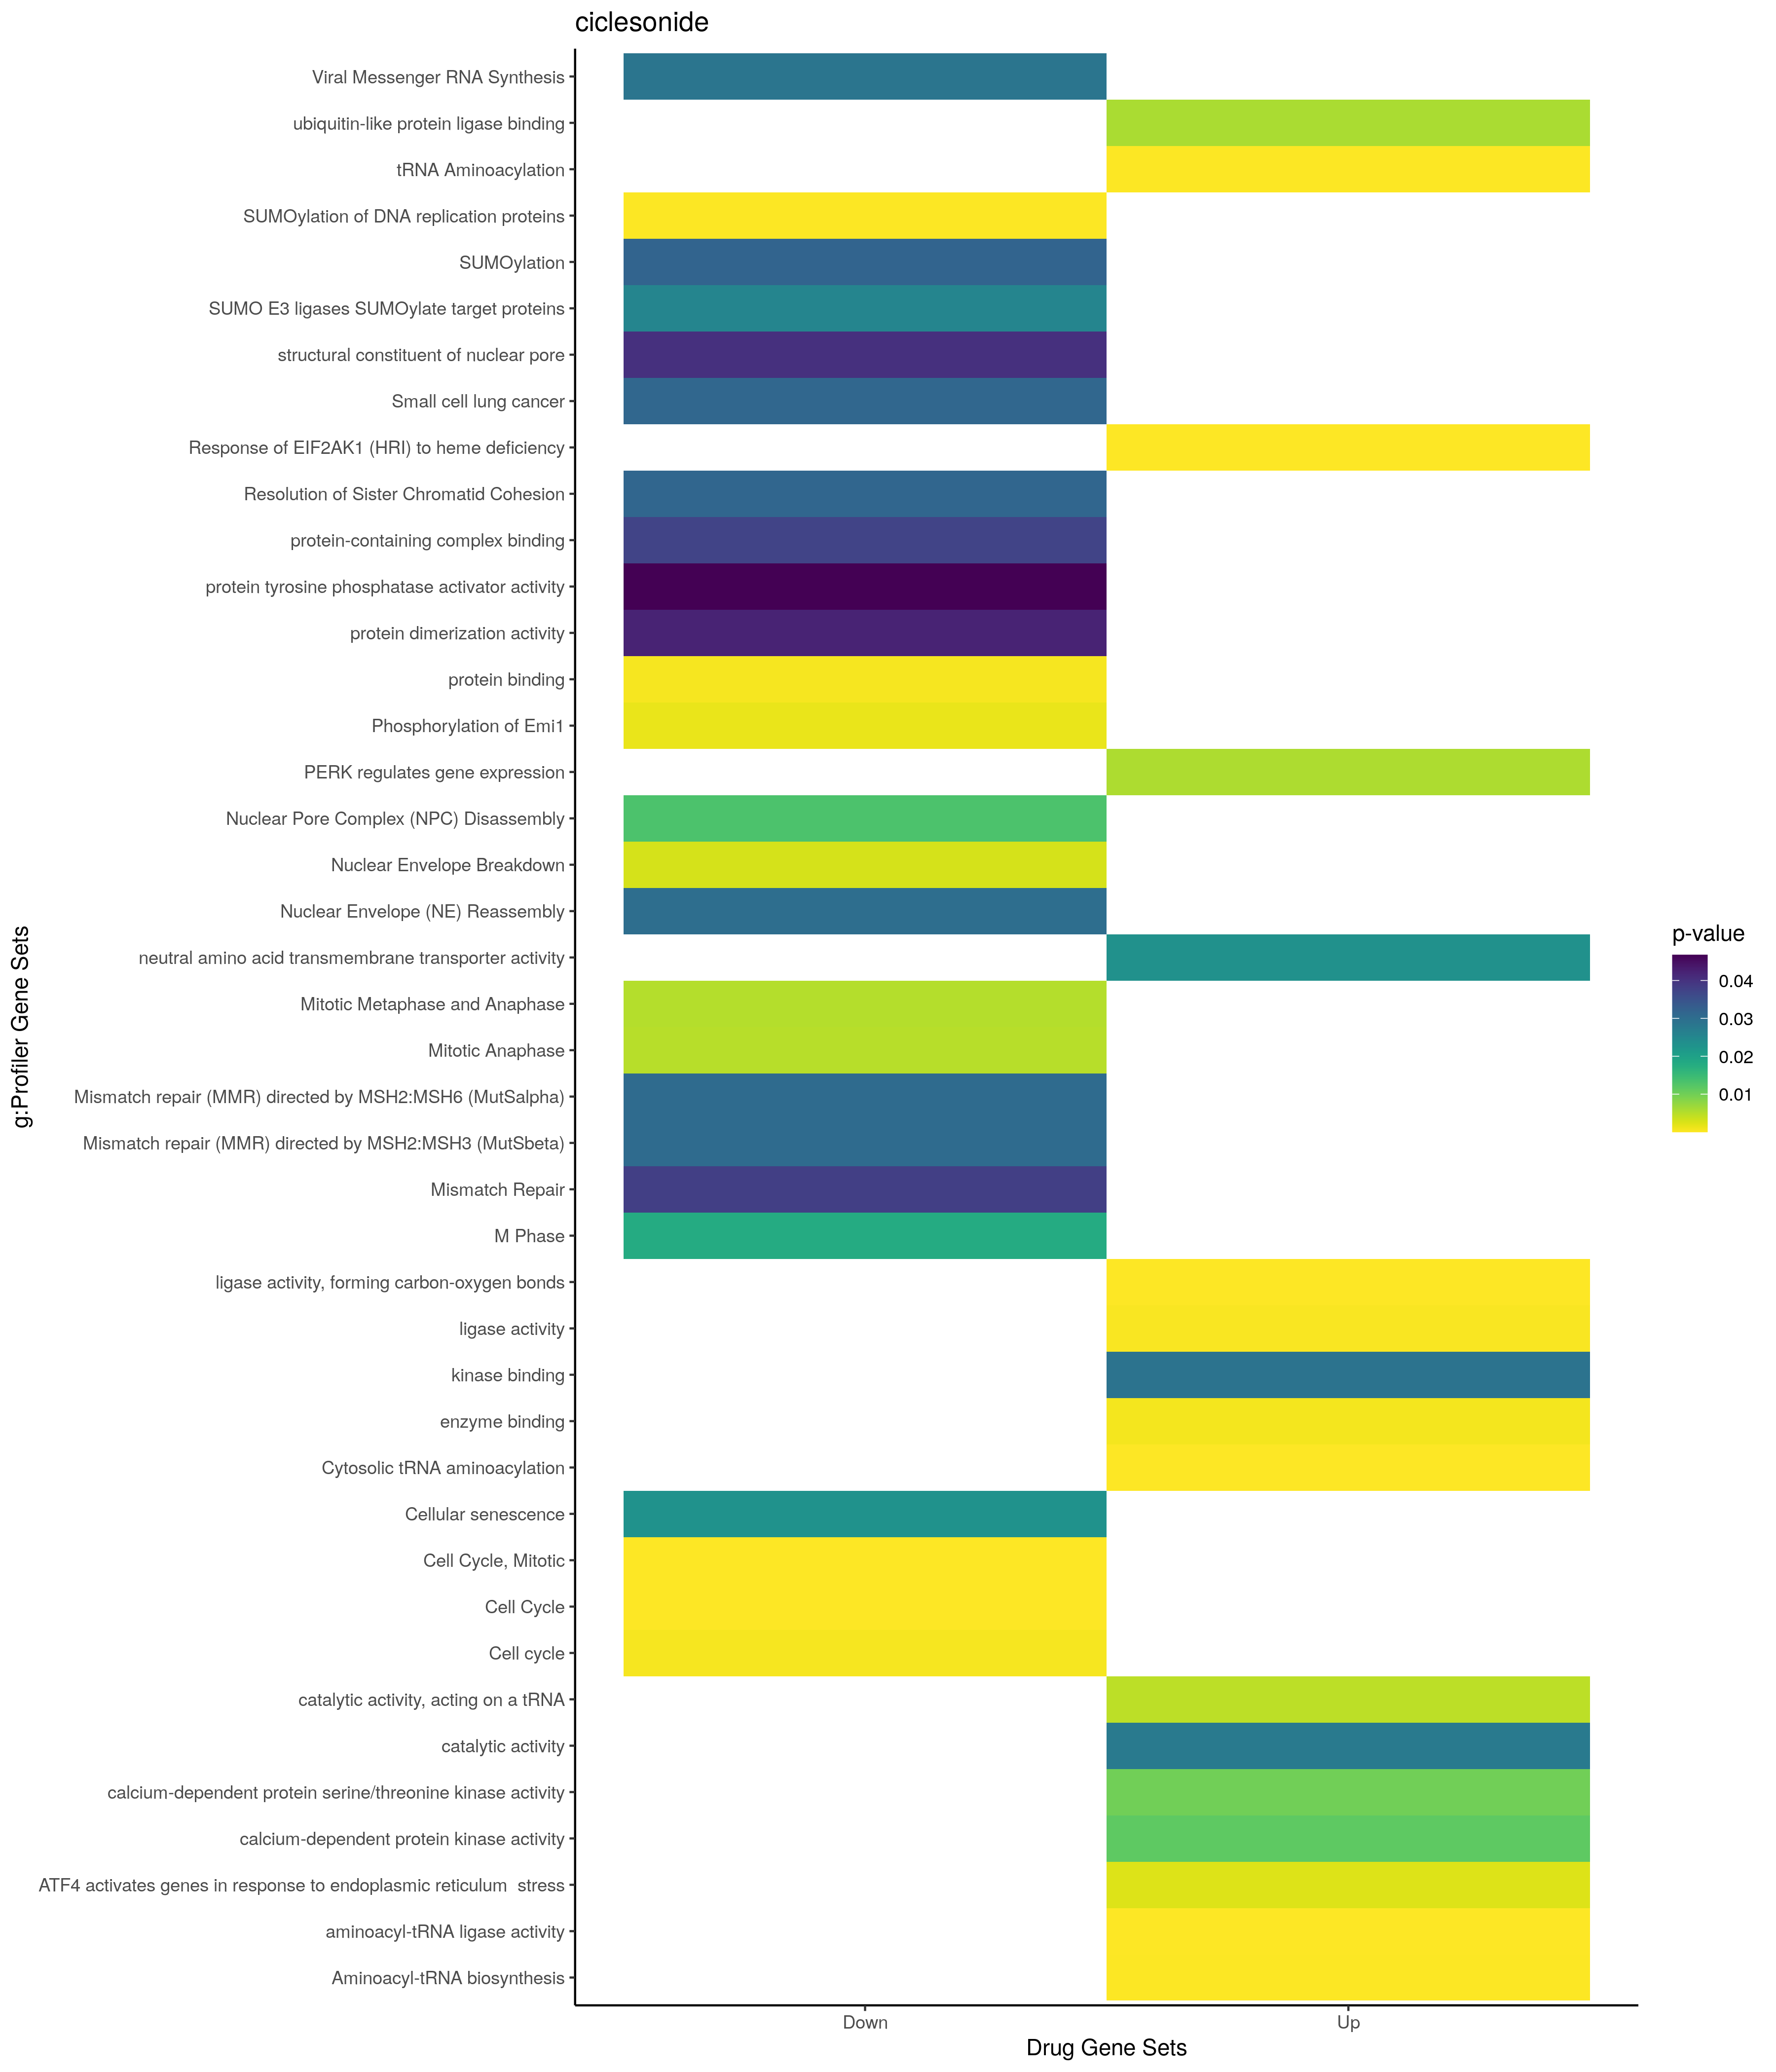 ciclesonide
Viral Messenger RNA Synthesis
ubiquitin-like protein ligase binding
tRNA Aminoacylation
SUMOylation of DNA replication proteins
SUMOylation
SUMO E3 ligases SUMOylate target proteins
structural constituent of nuclear pore
Small cell lung cancer
Response of EIF2AK1 (HRI) to heme deficiency
Resolution of Sister Chromatid Cohesion
protein-containing complex binding
protein tyrosine phosphatase activator activity
protein dimerization activity
protein binding
Phosphorylation of Emi1
PERK regulates gene expression
Nuclear Pore Complex (NPC) Disassembly
Nuclear Envelope Breakdown
Nuclear Envelope (NE) Reassembly
neutral amino acid transmembrane transporter activity
Mitotic Metaphase and Anaphase
Mitotic Anaphase
Mismatch repair (MMR) directed by MSH2:MSH6 (MutSalpha)
Mismatch repair (MMR) directed by MSH2:MSH3 (MutSbeta)
Mismatch Repair
M Phase
ligase activity, forming carbon-oxygen bonds
ligase activity
kinase binding
enzyme binding
Cytosolic tRNA aminoacylation
Cellular senescence
Cell Cycle, Mitotic
Cell Cycle
Cell cycle
catalytic activity, acting on a tRNA
catalytic activity
calcium-dependent protein serine/threonine kinase activity
calcium-dependent protein kinase activity
ATF4 activates genes in response to endoplasmic reticulum  stress
aminoacyl-tRNA ligase activity
Aminoacyl-tRNA biosynthesis
g:Profiler Gene Sets
Down
Up
Drug Gene Sets
p-value
0.04
0.03
0.02
0.01